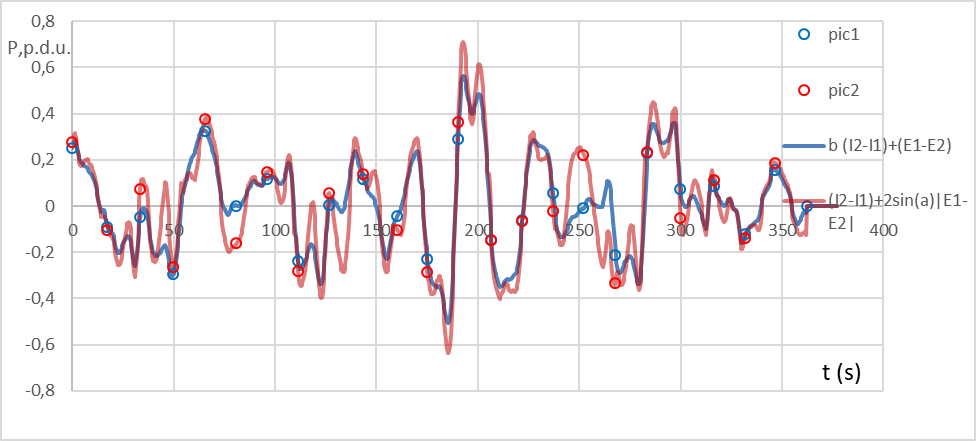 0,8
P,p.d.u.
0,6
0,4
0,2
0
-0,2
-0,4
-0,6
-0,8
0
50
100
150
200
250
300
350
400
t (s)
pic1
pic2
b (I2-I1)+(E1-E2)
(I2-I1)+2sin(a)|E1-
E2|